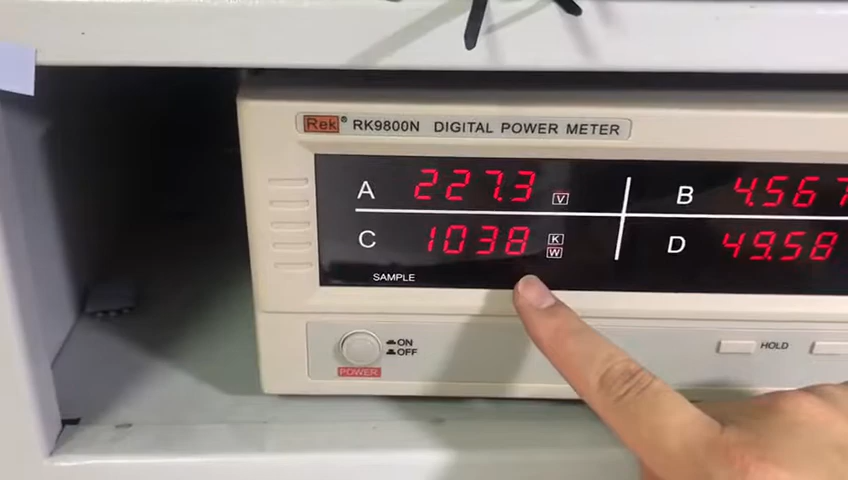 Rek® RK9800N DIGITAL POWER METER
A 227.3 V B 4.567
C 1038 K W D 49.58
SAMPLE
ON
OFF
POWER
HOLD